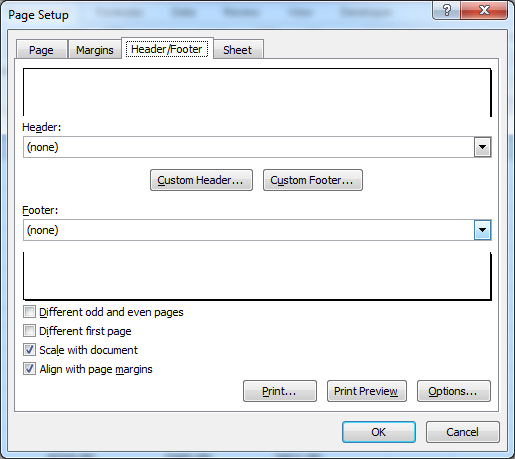 Page Setup
Page Margins Header/Footer Sheet
Header:
(none)
Custom Header... Custom Footer...
Footer:
(none)
Different odd and even pages
Different first page
Scale with document
Align with page margins
Print... Print Preview Options...
OK Cancel